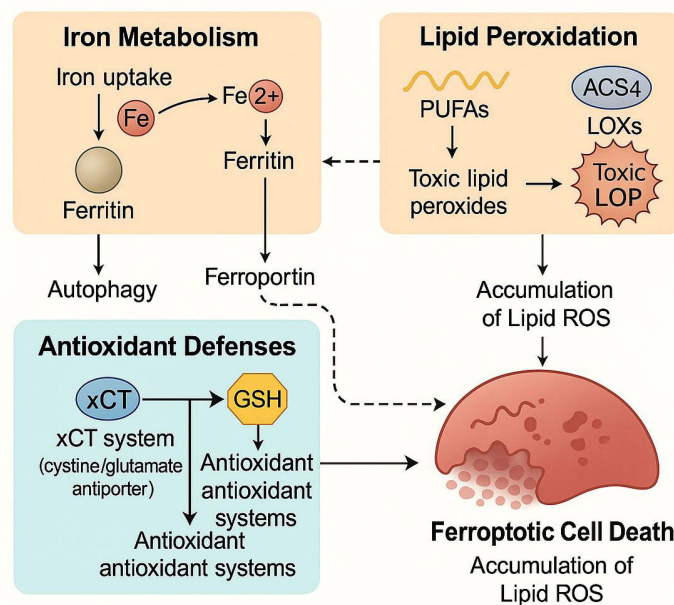 Iron Metabolism
Iron uptake
Fe
Fe 2+
Ferritin
Ferritin
Autophagy
Ferroportin
Lipid Peroxidation
PUFAs
ACS4
LOXs
Toxic lipid
peroxides
Toxic
LOP
Accumulation
of Lipid ROS
Antioxidant Defenses
xCT
GSH
xCT system
(cystine/glutamate
antiporter)
Antioxidant
antioxidant
systems
Antioxidant
antioxidant systems
Ferroptotic Cell Death
Accumulation of
Lipid ROS